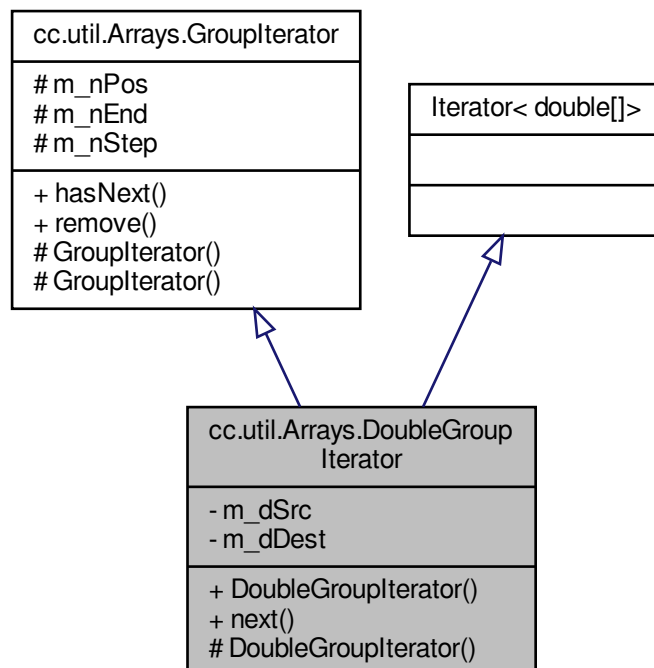 cc.util.Arrays.GroupIterator
# m_nPos
# m_nEnd
# m_nStep
+ hasNext()
+ remove()
# GroupIterator()
# GroupIterator()
Iterator< double[]>
cc.util.Arrays.DoubleGroup
Iterator
- m_dSrc
- m_dDest
+ DoubleGroupIterator()
+ next()
# DoubleGroupIterator()